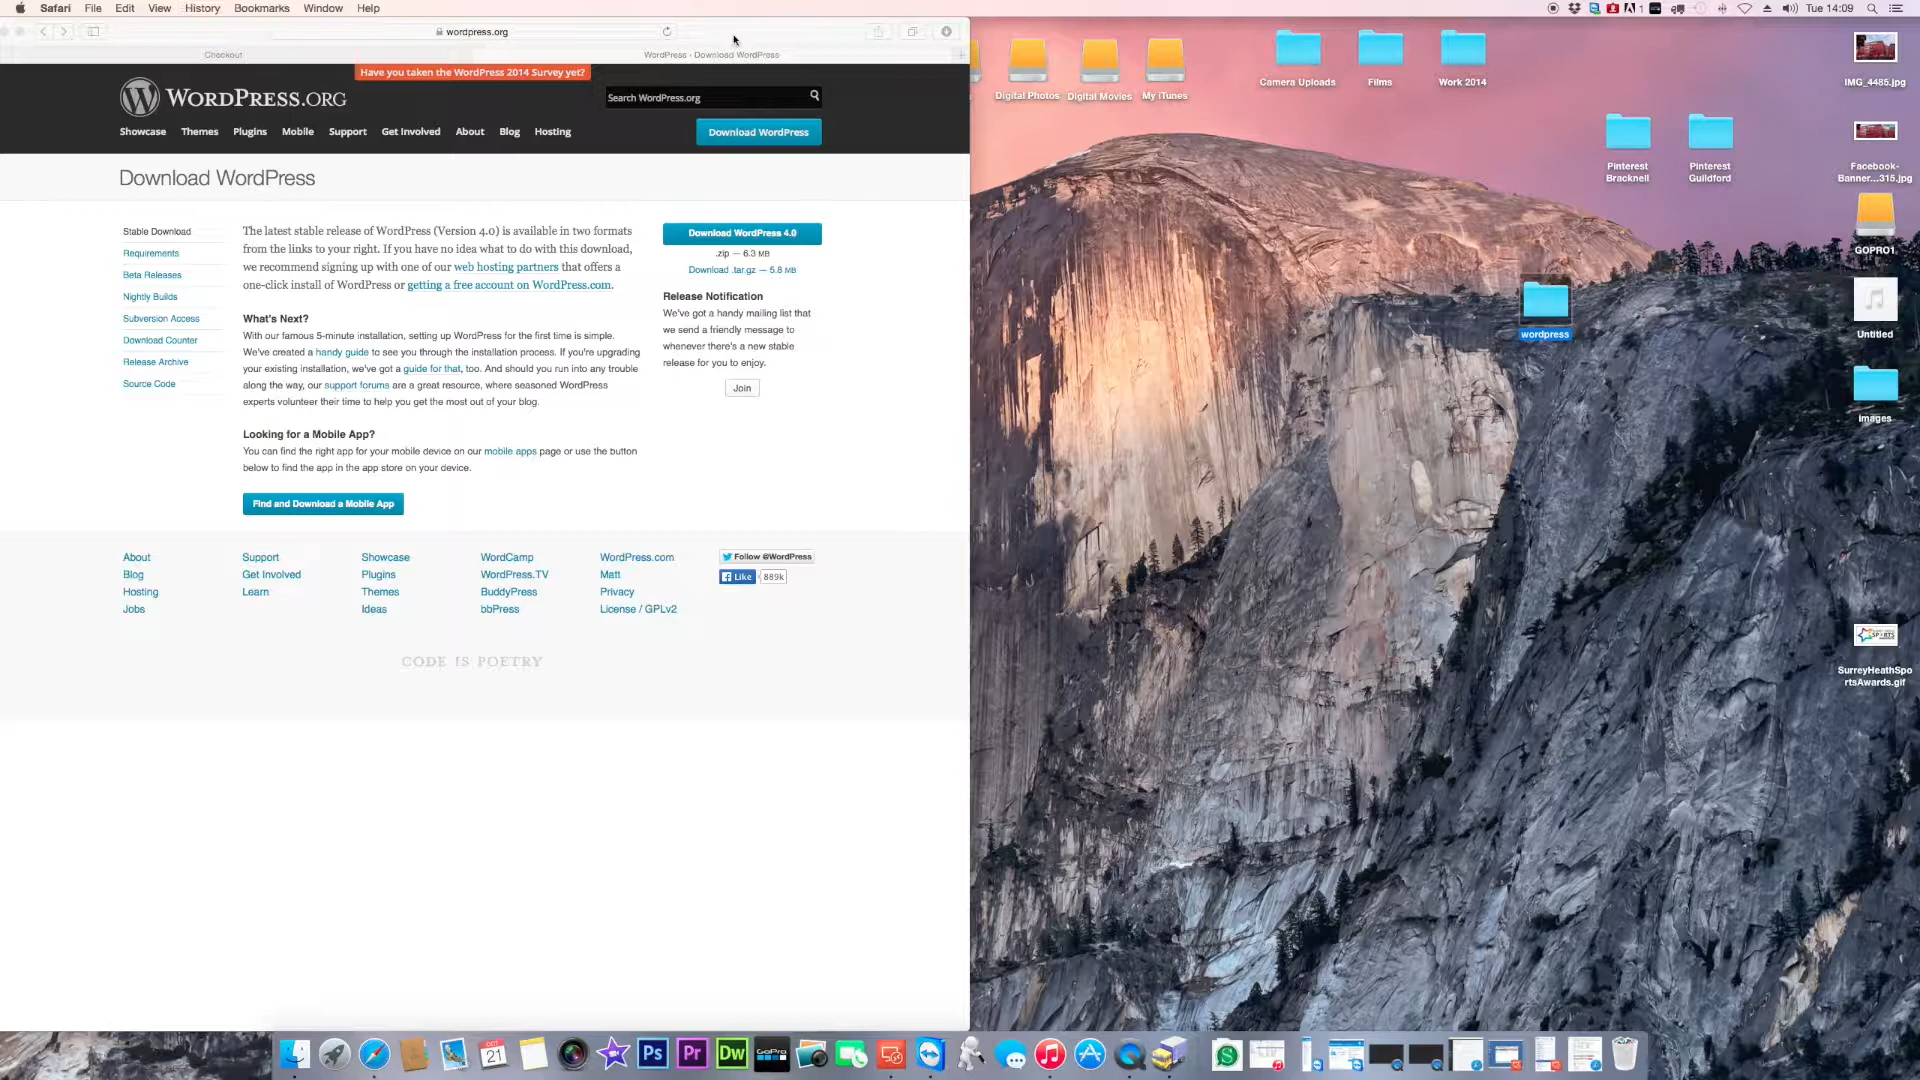 Safari File Edit View History Bookmarks Window Help
1 Tue 14:09
wordpress.org
Checkout
WordPress › Download WordPress
Have you taken the WordPress 2014 Survey yet?
WORDPRESS.ORG
Search WordPress.org
Showcase Themes Plugins Mobile Support Get Involved About Blog Hosting
Download WordPress
Download WordPress
Stable Download
Requirements
Beta Releases
Nightly Builds
Subversion Access
Download Counter
Release Archive
Source Code
The latest stable release of WordPress (Version 4.0) is available in two formats
from the links to your right. If you have no idea what to do with this download,
we recommend signing up with one of our web hosting partners that offers a
one-click install of WordPress or getting a free account on WordPress.com.
What's Next?
With our famous 5-minute installation, setting up WordPress for the first time is simple.
We've created a handy guide to see you through the installation process. If you're upgrading
your existing installation, we've got a guide for that, too. And should you run into any trouble
along the way, our support forums are a great resource, where seasoned WordPress
experts volunteer their time to help you get the most out of your blog.
Looking for a Mobile App?
You can find the right app for your mobile device on our mobile apps page or use the button
below to find the app in the app store on your device.
Find and Download a Mobile App
Download WordPress 4.0
.zip — 6.3 MB
Download .tar.gz — 5.8 MB
Release Notification
We've got a handy mailing list that
we send a friendly message to
whenever there's a new stable
release for you to enjoy.
Join
About
Blog
Hosting
Jobs
Support
Get Involved
Learn
Showcase
Plugins
Themes
Ideas
WordCamp
WordPress.TV
BuddyPress
bbPress
WordPress.com
Matt
Privacy
License / GPLv2
Follow @WordPress
Like 889k
CODE IS POETRY
Digital Photos
Digital Movies
My iTunes
Camera Uploads
Films
Work 2014
IMG_4485.jpg
Pinterest
Bracknell
Pinterest
Guildford
Facebook-
Banner...315.jpg
GOPRO1
wordpress
Untitled
images
SurreyHeathSpo
rtsAwards.gif
OCT
21
Ps
Pr
Dw
GoPro
S